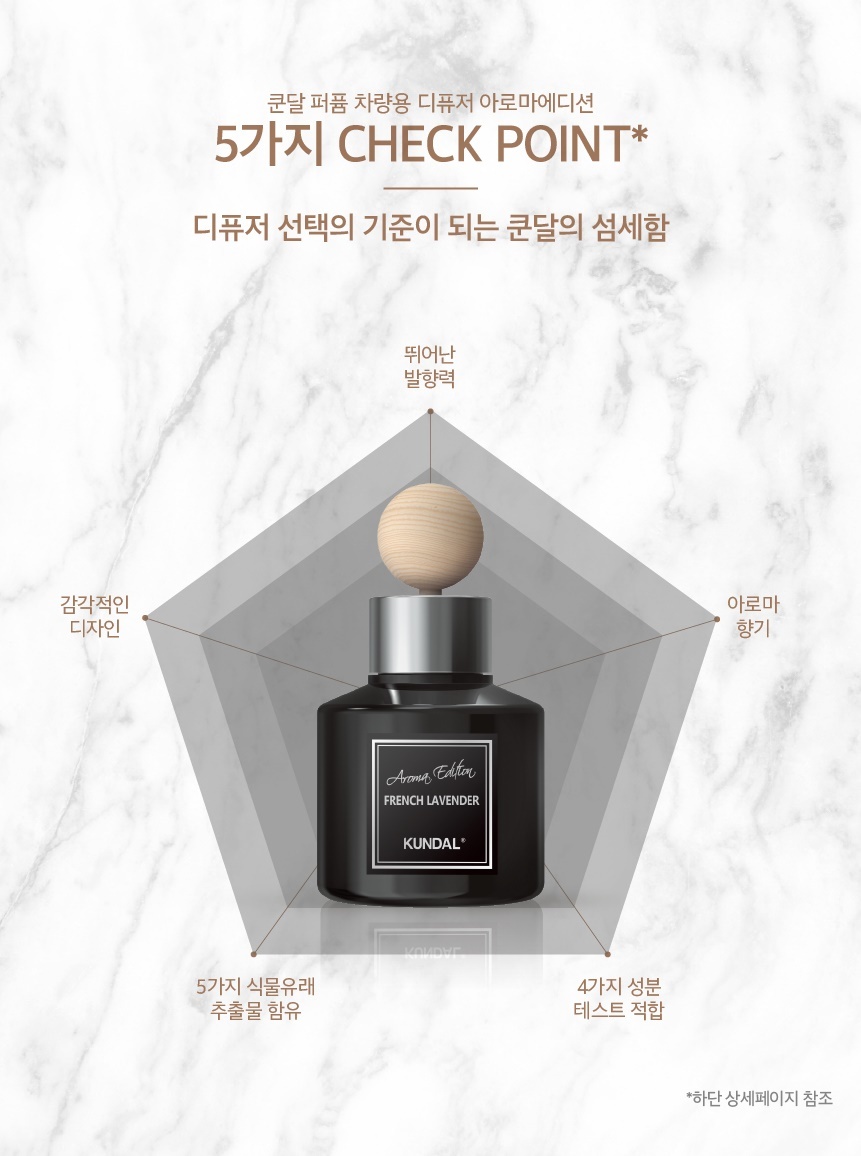 쿤달 퍼퓸 차량용 디퓨저 아로마에디션
5가지 CHECK POINT*
디퓨저 선택의 기준이 되는 쿤달의 섬세함
뛰어난
발향력
감각적인
디자인
아로마
향기
Aroma Edition
FRENCH LAVENDER
KUNDAL®
KUNDAL
5가지 식물유래
추출물 함유
4가지 성분
테스트 적합
*하단 상세페이지 참조